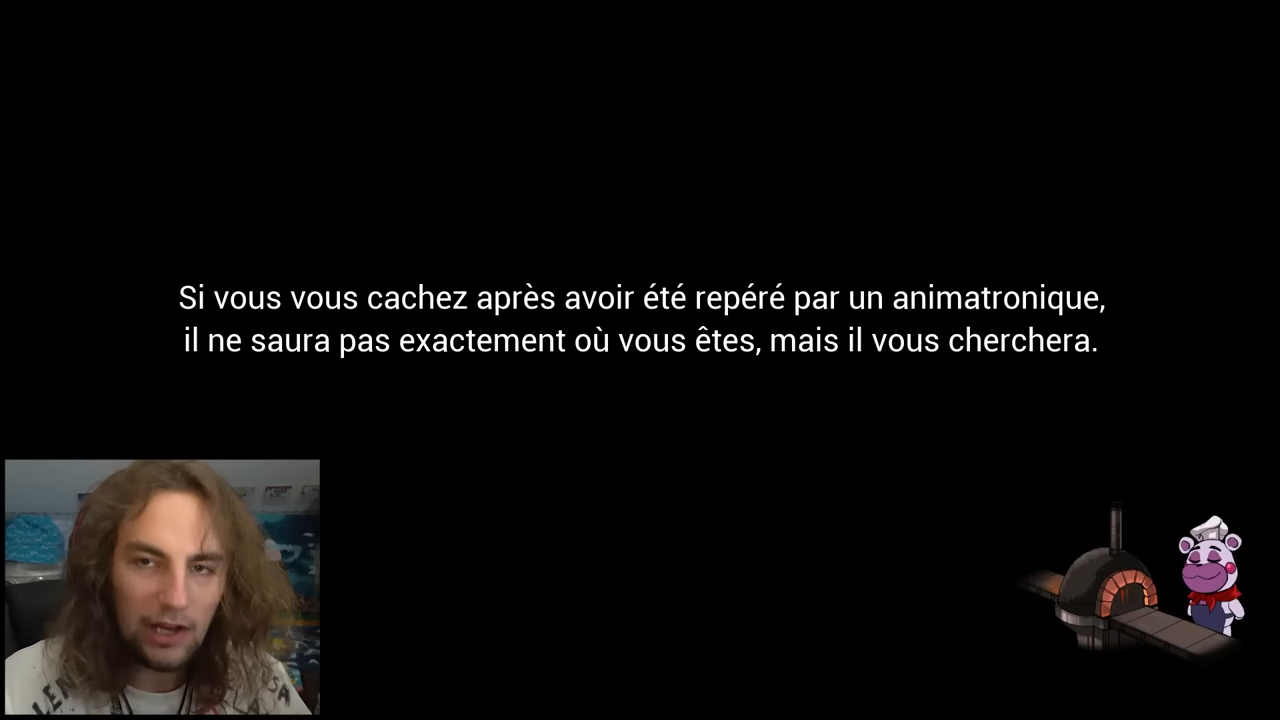 Si vous vous cachez après avoir été repéré par un animatronique,
il ne saura pas exactement où vous êtes, mais il vous cherchera.